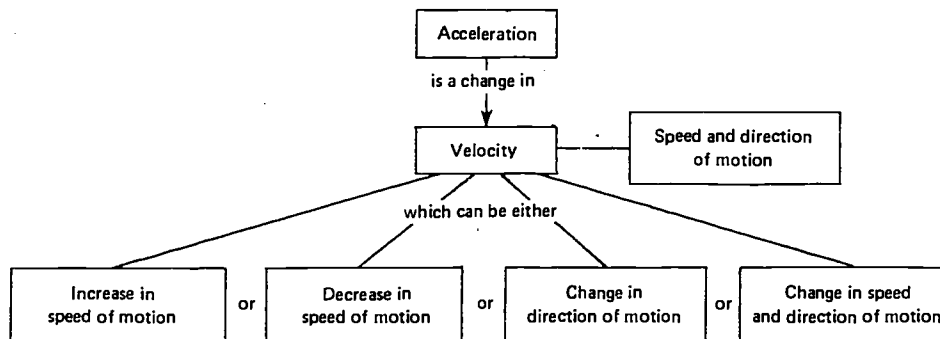 Acceleration
is a change in
Velocity
Speed and direction
of motion
which can be either
Increase in
speed of motion
or
Decrease in
speed of motion
or
Change in
direction of motion
or
Change in speed
and direction of motion